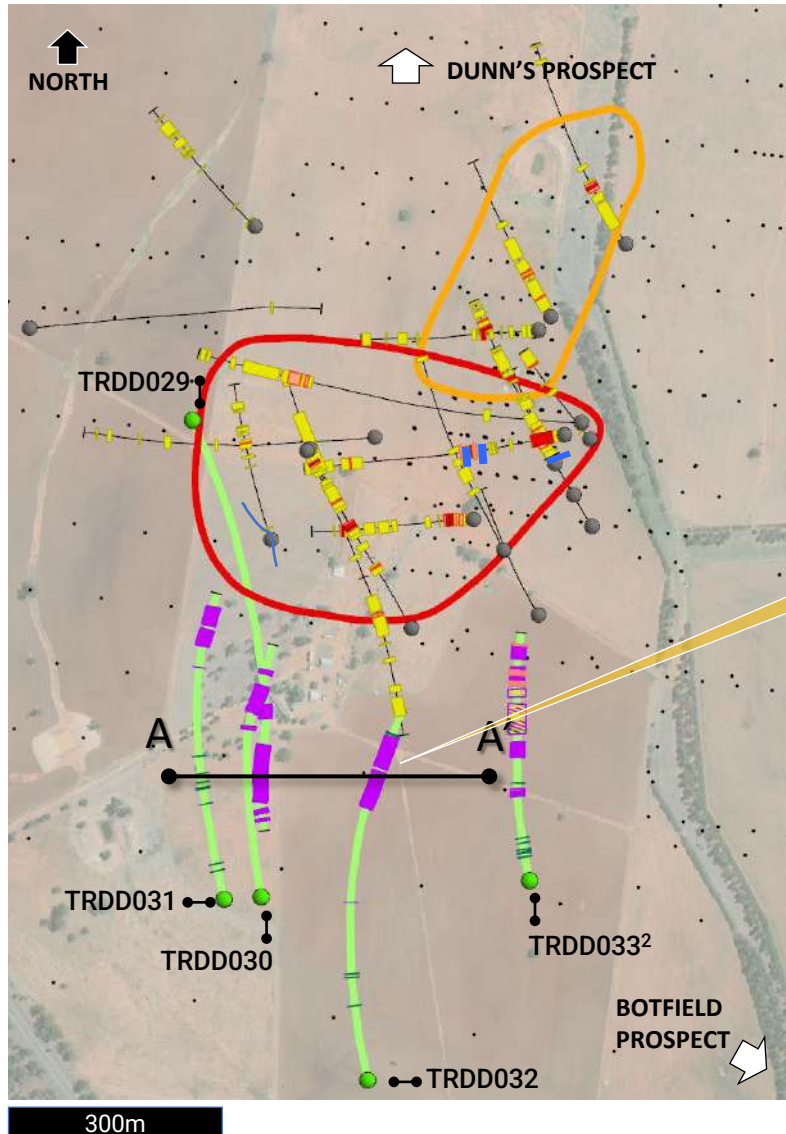 NORTH
DUNN'S PROSPECT
TRDD029
A
A'
TRDD031
TRDD030
TRDD033²
BOTFIELD
PROSPECT
TRDD032
300m